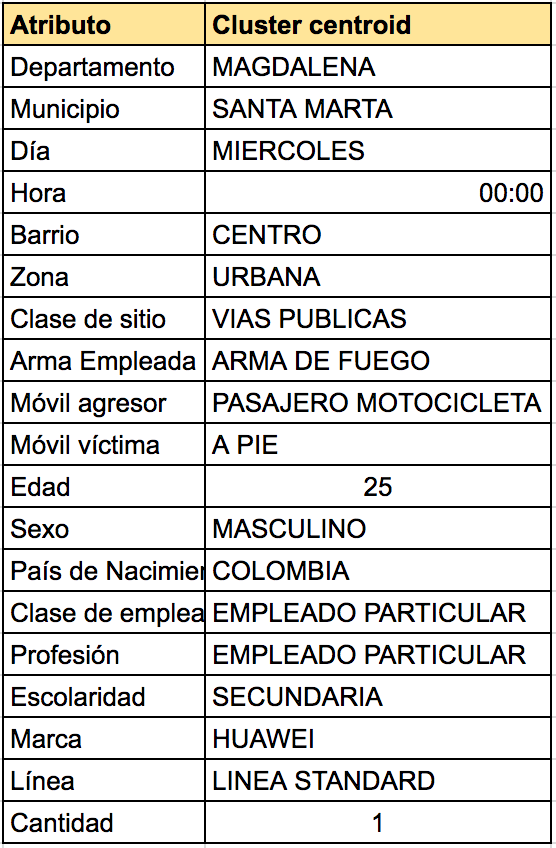 Atributo Cluster centroid
Departamento MAGDALENA
Municipio SANTA MARTA
Día MIERCOLES
Hora 00:00
Barrio CENTRO
Zona URBANA
Clase de sitio VIAS PUBLICAS
Arma Empleada ARMA DE FUEGO
Móvil agresor PASAJERO MOTOCICLETA
Móvil víctima A PIE
Edad 25
Sexo MASCULINO
País de Nacimien COLOMBIA
Clase de emplea EMPLEADO PARTICULAR
Profesión EMPLEADO PARTICULAR
Escolaridad SECUNDARIA
Marca HUAWEI
Línea LINEA STANDARD
Cantidad 1